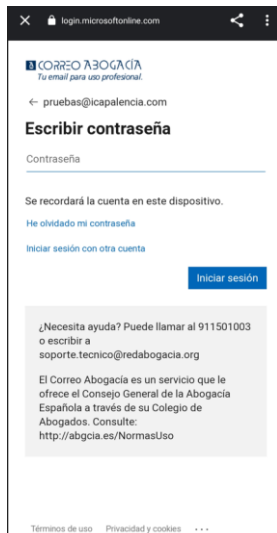 login.microsoftonline.com
CORREO ABOGACÍA
Tu email para uso profesional.
← pruebas@icapalencia.com
Escribir contraseña
Contraseña
Se recordará la cuenta en este dispositivo.
He olvidado mi contraseña
Iniciar sesión con otra cuenta
Iniciar sesión
¿Necesita ayuda? Puede llamar al 911501003
o escribir a
soporte.tecnico@redabogacia.org
El Correo Abogacía es un servicio que le
ofrece el Consejo General de la Abogacía
Española a través de su Colegio de
Abogados. Consulte:
http://abgcia.es/NormasUso
Términos de uso Privacidad y cookies ...